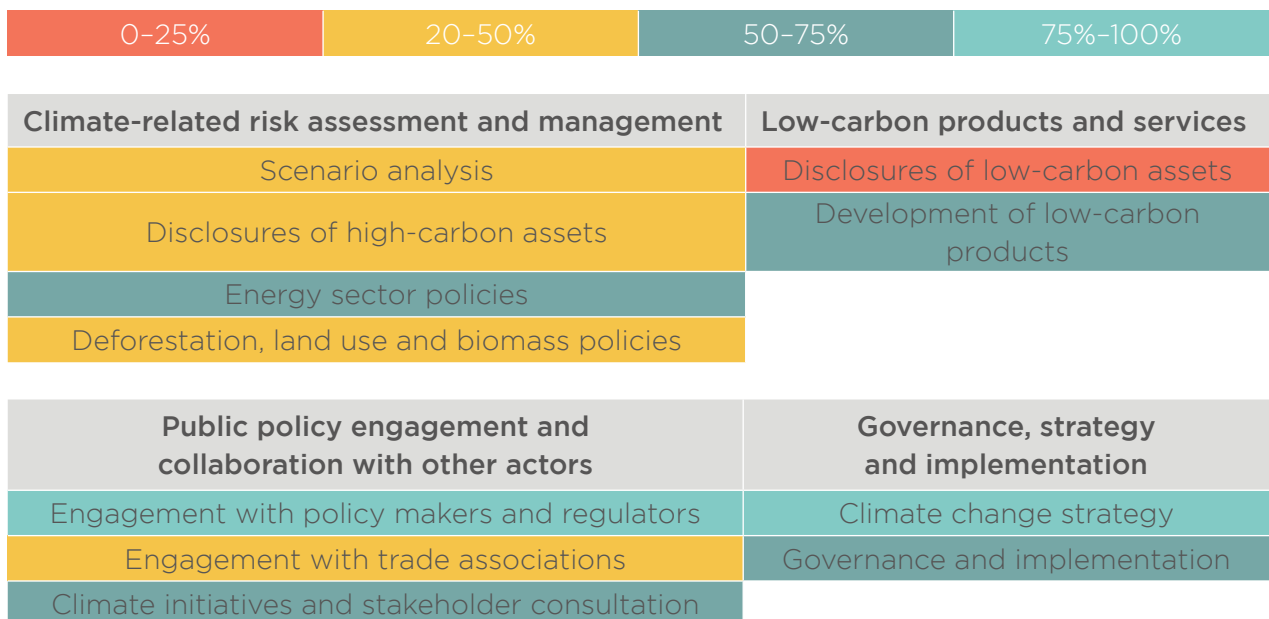 0–25%
20–50%
50–75%
75%–100%
Climate-related risk assessment and management
Low-carbon products and services
Scenario analysis
Disclosures of low-carbon assets
Disclosures of high-carbon assets
Development of low-carbon
products
Energy sector policies
Deforestation, land use and biomass policies
Public policy engagement and
collaboration with other actors
Governance, strategy
and implementation
Engagement with policy makers and regulators
Climate change strategy
Engagement with trade associations
Governance and implementation
Climate initiatives and stakeholder consultation